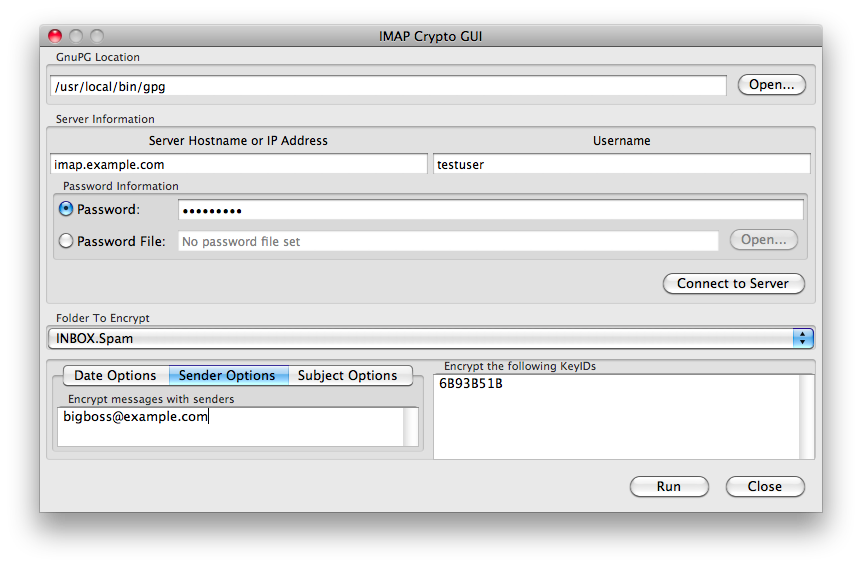 IMAP Crypto GUI
GnuPG Location
/usr/local/bin/gpg Open...
Server Information
Server Hostname or IP Address Username
imap.example.com testuser
Password Information
Password: •••••••••
Password File: No password file set Open...
Connect to Server
Folder To Encrypt
INBOX.Spam
Date Options Sender Options Subject Options
Encrypt messages with senders
bigboss@example.com
Encrypt the following KeyIDs
6B93B51B
Run Close